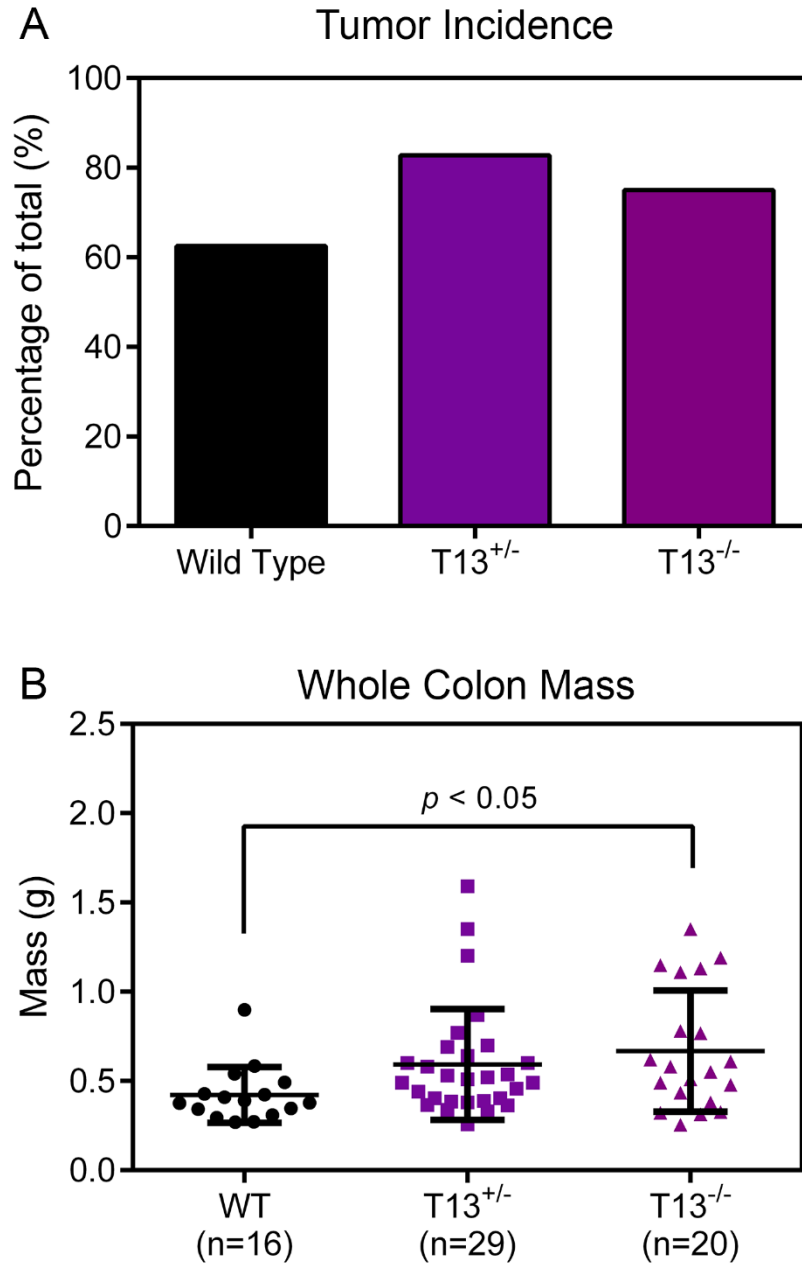 A
Tumor Incidence
Percentage of total (%)
100
80
60
40
20
0
Wild Type
T13+/-
T13-/-
B
Whole Colon Mass
Mass (g)
2.5
2.0
1.5
1.0
0.5
0.0
p < 0.05
WT
(n=16)
T13+/-
(n=29)
T13-/-
(n=20)